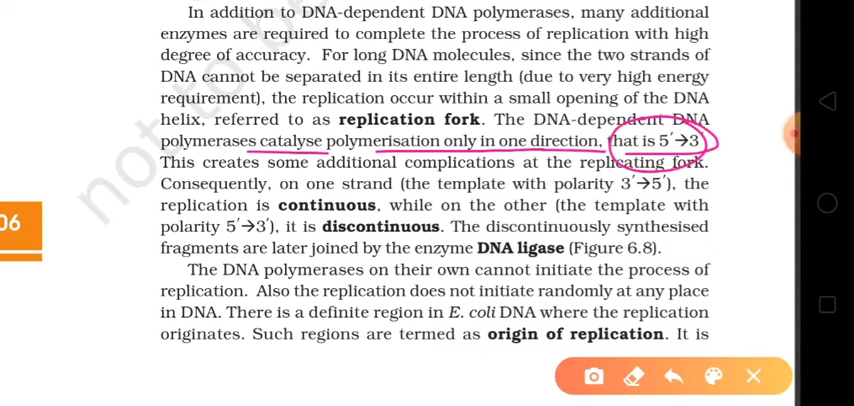 In addition to DNA-dependent DNA polymerases, many additional
enzymes are required to complete the process of replication with high
degree of accuracy. For long DNA molecules, since the two strands of
DNA cannot be separated in its entire length (due to very high energy
requirement), the replication occur within a small opening of the DNA
helix, referred to as replication fork. The DNA-dependent DNA
polymerases catalyse polymerisation only in one direction, that is 5′→3′.
This creates some additional complications at the replicating fork.
Consequently, on one strand (the template with polarity 3′→5′), the
replication is continuous, while on the other (the template with
06
polarity 5′→3′), it is discontinuous. The discontinuously synthesised
fragments are later joined by the enzyme DNA ligase (Figure 6.8).
The DNA polymerases on their own cannot initiate the process of
replication. Also the replication does not initiate randomly at any place
in DNA. There is a definite region in E. coli DNA where the replication
originates. Such regions are termed as origin of replication. It is
not to be